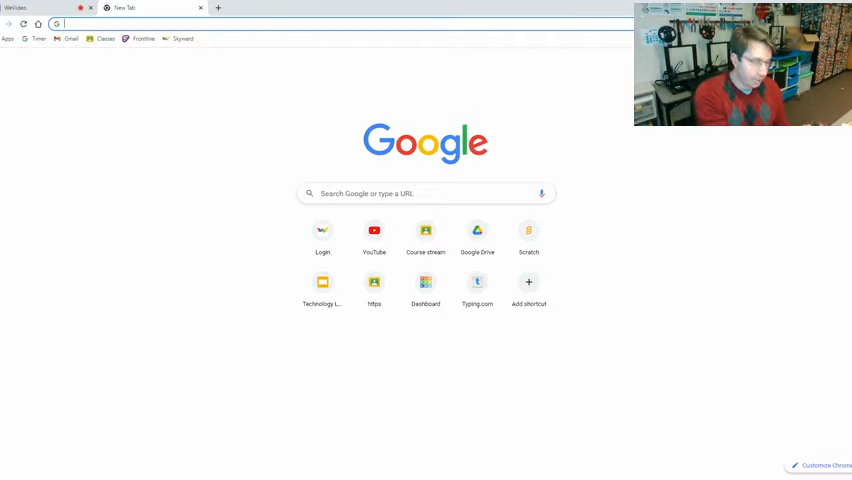 WeVideo
New Tab
Apps Timer Gmail Classes Frontline Skyward
Google
Search Google or type a URL
Login YouTube Course stream Google Drive Scratch
Technology L... https Dashboard Typing.com Add shortcut
Customize Chrome